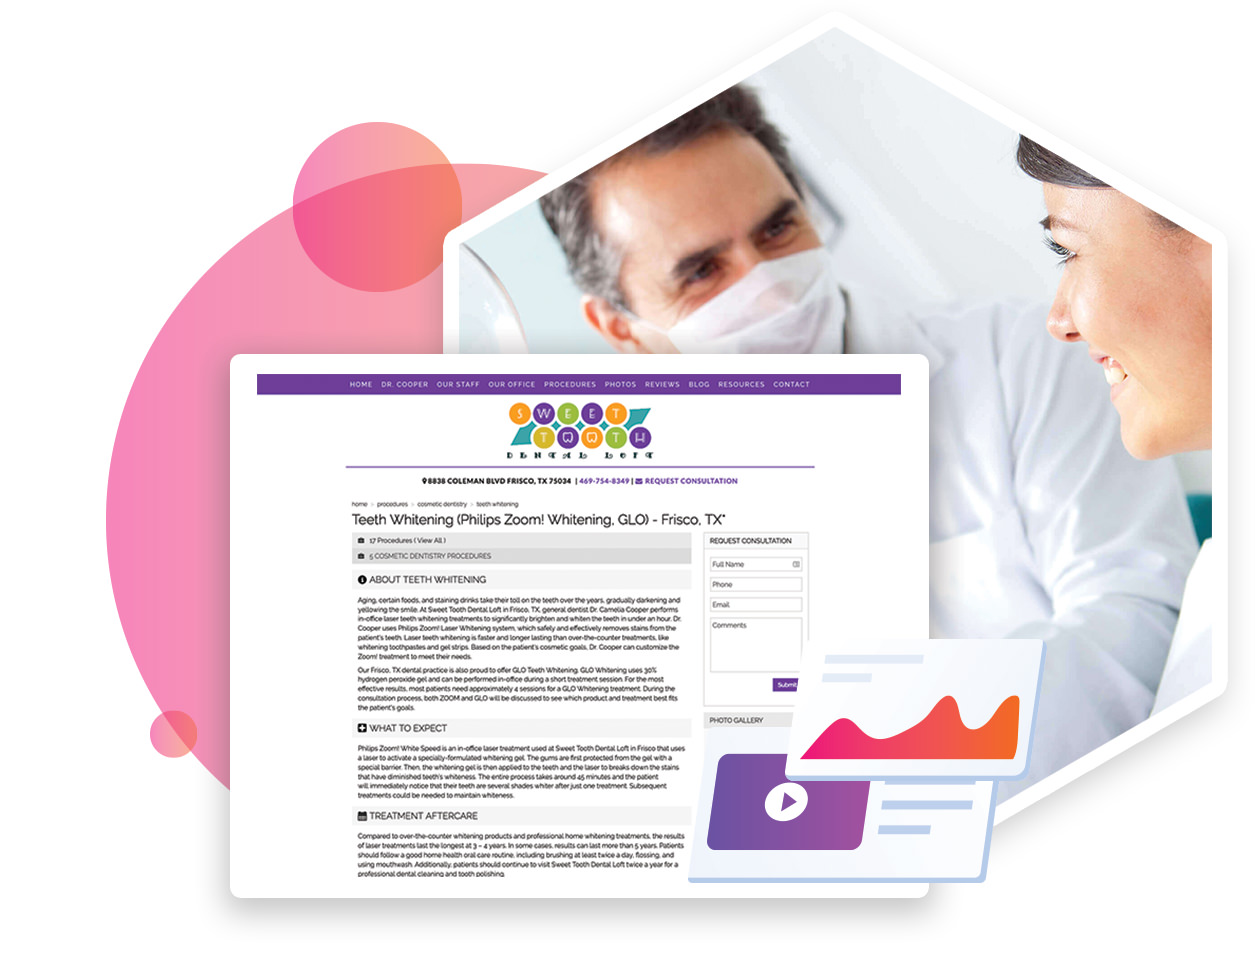 HOME DR. COOPER OUR STAFF OUR OFFICE PROCEDURES PHOTOS REVIEWS BLOG RESOURCES CONTACT
SWEET
TOOTH
DENTAL LOFT
8838 COLEMAN BLVD FRISCO, TX 75034 | 469-754-8349 | REQUEST CONSULTATION
home > procedures > cosmetic dentistry > teeth whitening
Teeth Whitening (Philips Zoom! Whitening, GLO) - Frisco, TX*
17 Procedures ( View All )
5 COSMETIC DENTISTRY PROCEDURES
ABOUT TEETH WHITENING
Aging, certain foods, and staining drinks take their toll on the teeth over the years, gradually darkening and
yellowing the smile. At Sweet Tooth Dental Loft in Frisco, TX, general dentist Dr. Camelia Cooper performs
in-office laser teeth whitening treatments to significantly brighten and whiten the teeth in under an hour. Dr.
Cooper uses Philips Zoom! Laser Whitening system, which safely and effectively removes stains from the
patient's teeth. Laser teeth whitening is faster and longer lasting than over-the-counter treatments, like
whitening toothpastes and gel strips. Based on the patient's cosmetic goals, Dr. Cooper can customize the
Zoom! treatment to meet their needs.
Our Frisco, TX dental practice is also proud to offer GLO Teeth Whitening. GLO Whitening uses 30%
hydrogen peroxide gel and can be performed in-office during a short treatment session. For the most
effective results, most patients need approximately 4 sessions for a GLO Whitening treatment. During the
consultation process, both ZOOM and GLO will be discussed to see which product and treatment best fits
the patient's goals.
WHAT TO EXPECT
Philips Zoom! White Speed is an in-office laser treatment used at Sweet Tooth Dental Loft in Frisco that uses
a laser to activate a specially-formulated whitening gel. The gums are first protected from the gel with a
special barrier. Then, the whitening gel is then applied to the teeth and the laser to breaks down the stains
that have diminished teeth's whiteness. The entire process takes around 45 minutes and the patient
will immediately notice that their teeth are several shades whiter after just one treatment. Subsequent
treatments could be needed to maintain whiteness.
TREATMENT AFTERCARE
Compared to over-the-counter whitening products and professional home whitening treatments, the results
of laser treatments last the longest at 3 – 4 years. In some cases, results can last more than 5 years. Patients
should follow a good home health oral care routine, including brushing at least twice a day, flossing, and
using mouthwash. Additionally, patients should continue to visit Sweet Tooth Dental Loft twice a year for a
professional dental cleaning and tooth polishing.
REQUEST CONSULTATION
Full Name
Phone
Email
Comments
Submit
PHOTO GALLERY